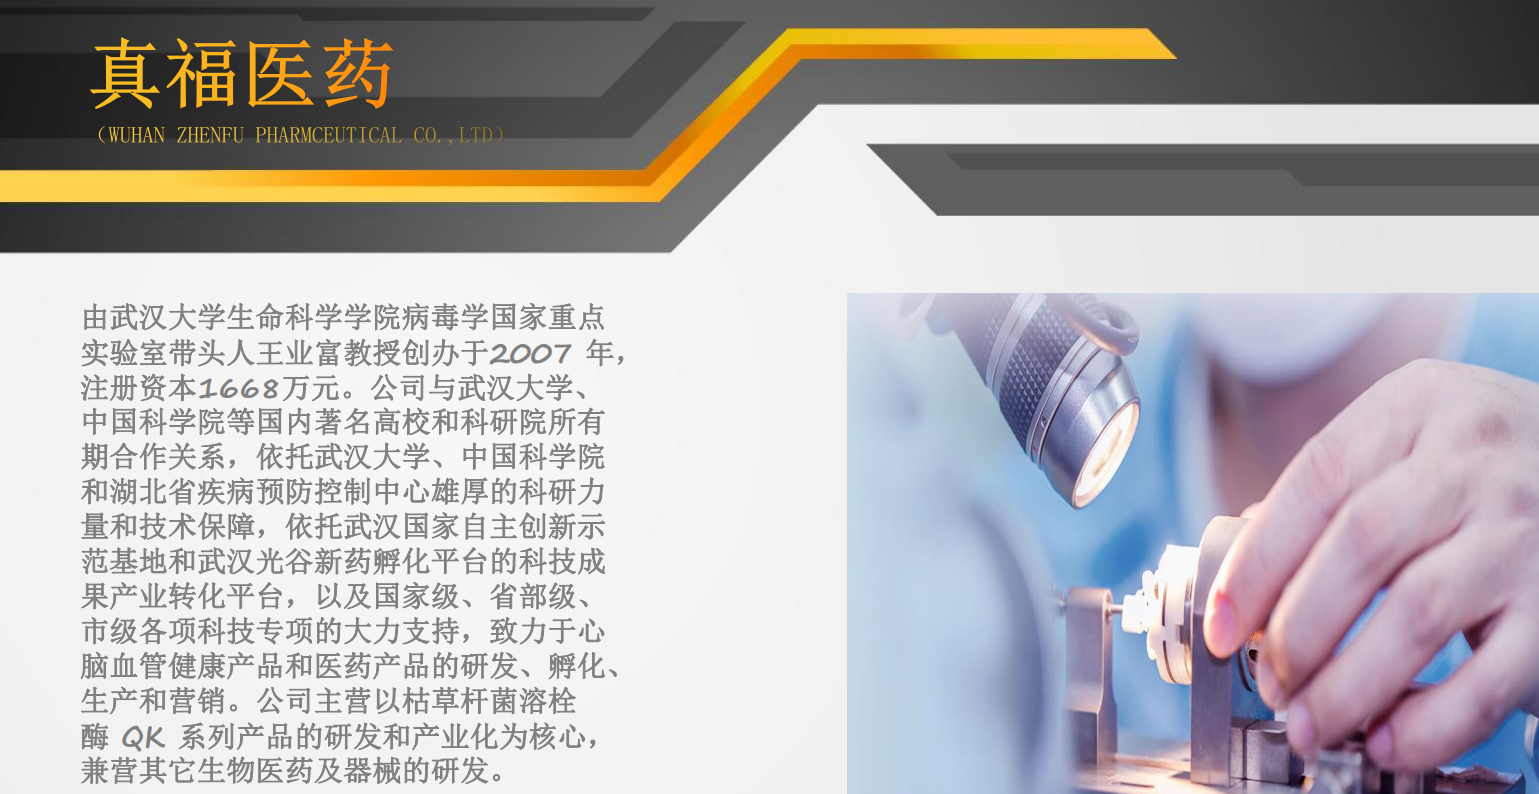 真福医药
（WUHAN ZHENFU PHARMCEUTICAL CO.,LTD）
由武汉大学生命科学学院病毒学国家重点
实验室带头人王业富教授创办于2007 年，
注册资本1668万元。公司与武汉大学、
中国科学院等国内著名高校和科研院所有
期合作关系，依托武汉大学、中国科学院
和湖北省疾病预防控制中心雄厚的科研力
量和技术保障，依托武汉国家自主创新示
范基地和武汉光谷新药孵化平台的科技成
果产业转化平台，以及国家级、省部级、
市级各项科技专项的大力支持，致力于心
脑血管健康产品和医药产品的研发、孵化、
生产和营销。公司主营以枯草杆菌溶栓
酶 QK 系列产品的研发和产业化为核心，
兼营其它生物医药及器械的研发。